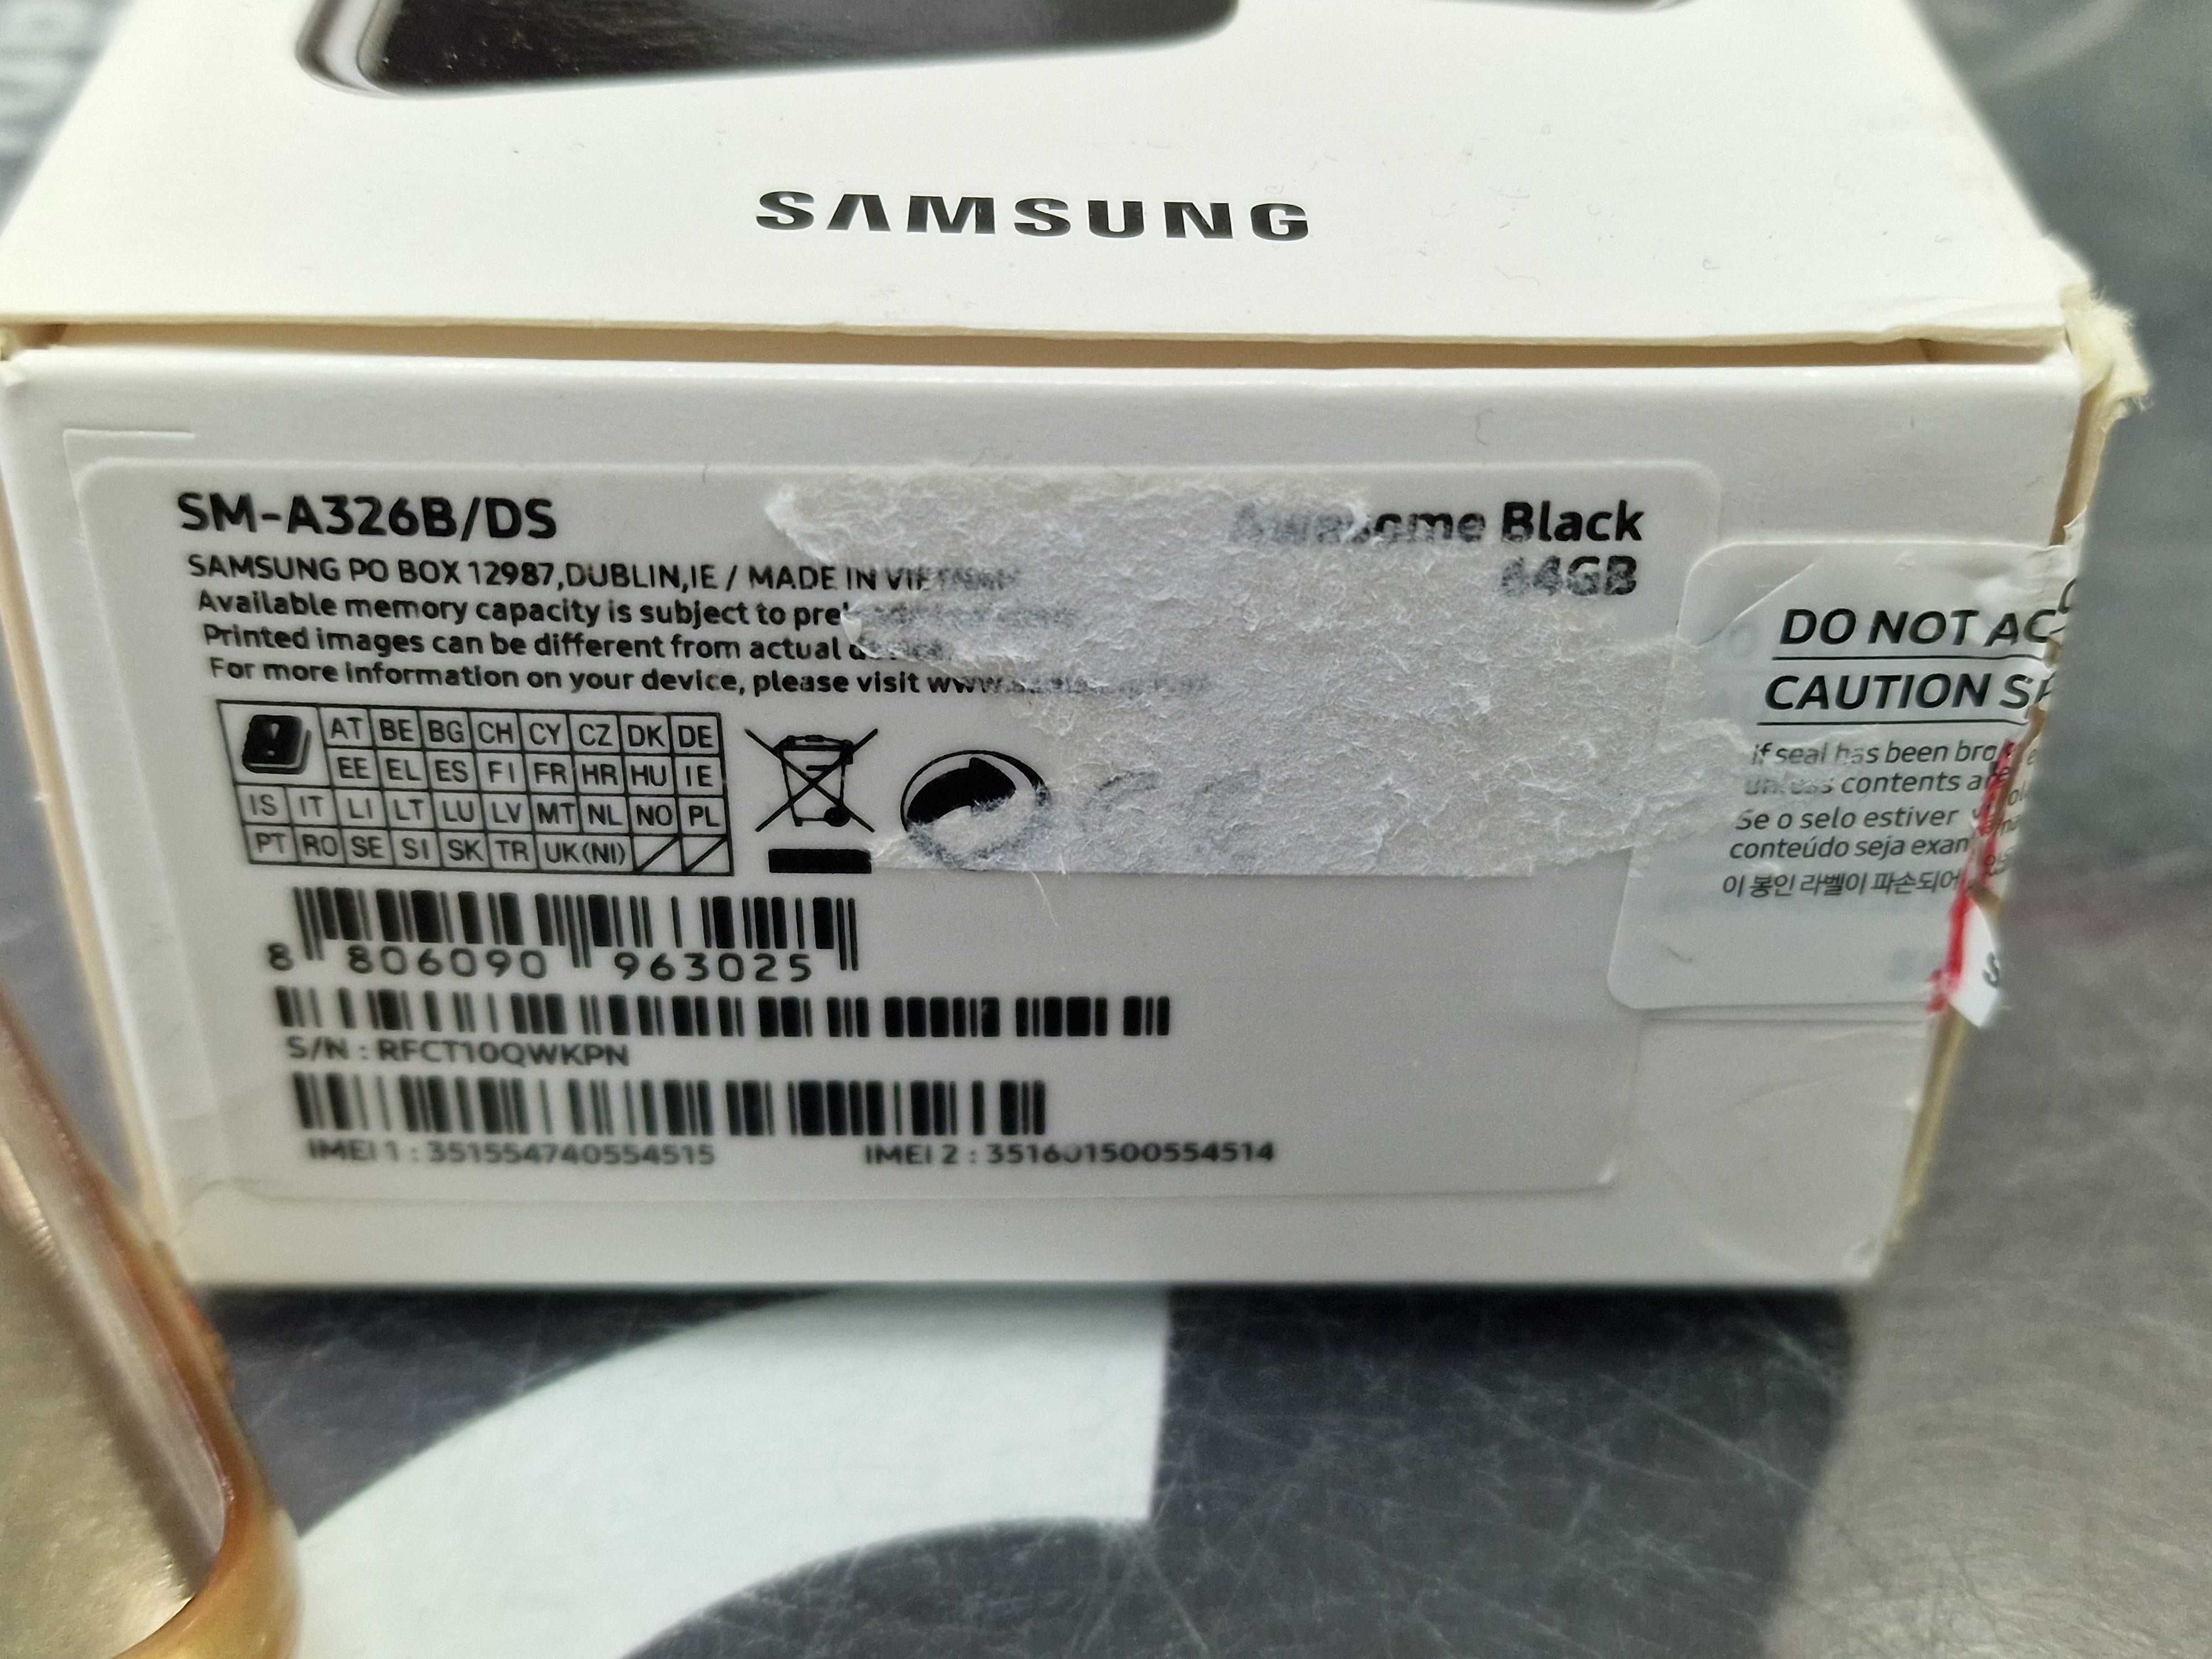 SAMSUNG
SM-A326B/DS
Awesome Black
64GB
SAMSUNG PO BOX 12987,DUBLIN,IE / MADE IN VIETNAM
Available memory capacity is subject to
Printed images can be different from actual
For more information on your device, please visit
AT BE BG CH CY CZ DK DE
EE EL ES FI FR HR HU IE
IS IT LI LT LU LV MT NL NO PL
PT RO SE SI SK TR UK(NI)
8 806090 963025
S/N : RFCT10QWKPN
IMEI 1 : 351554740554515
IMEI 2 : 351601500554514
DO NOT
CAUTION
If seal has been
unless contents
Se o selo estiver
conteúdo seja
이 봉인 라벨이 파손되어